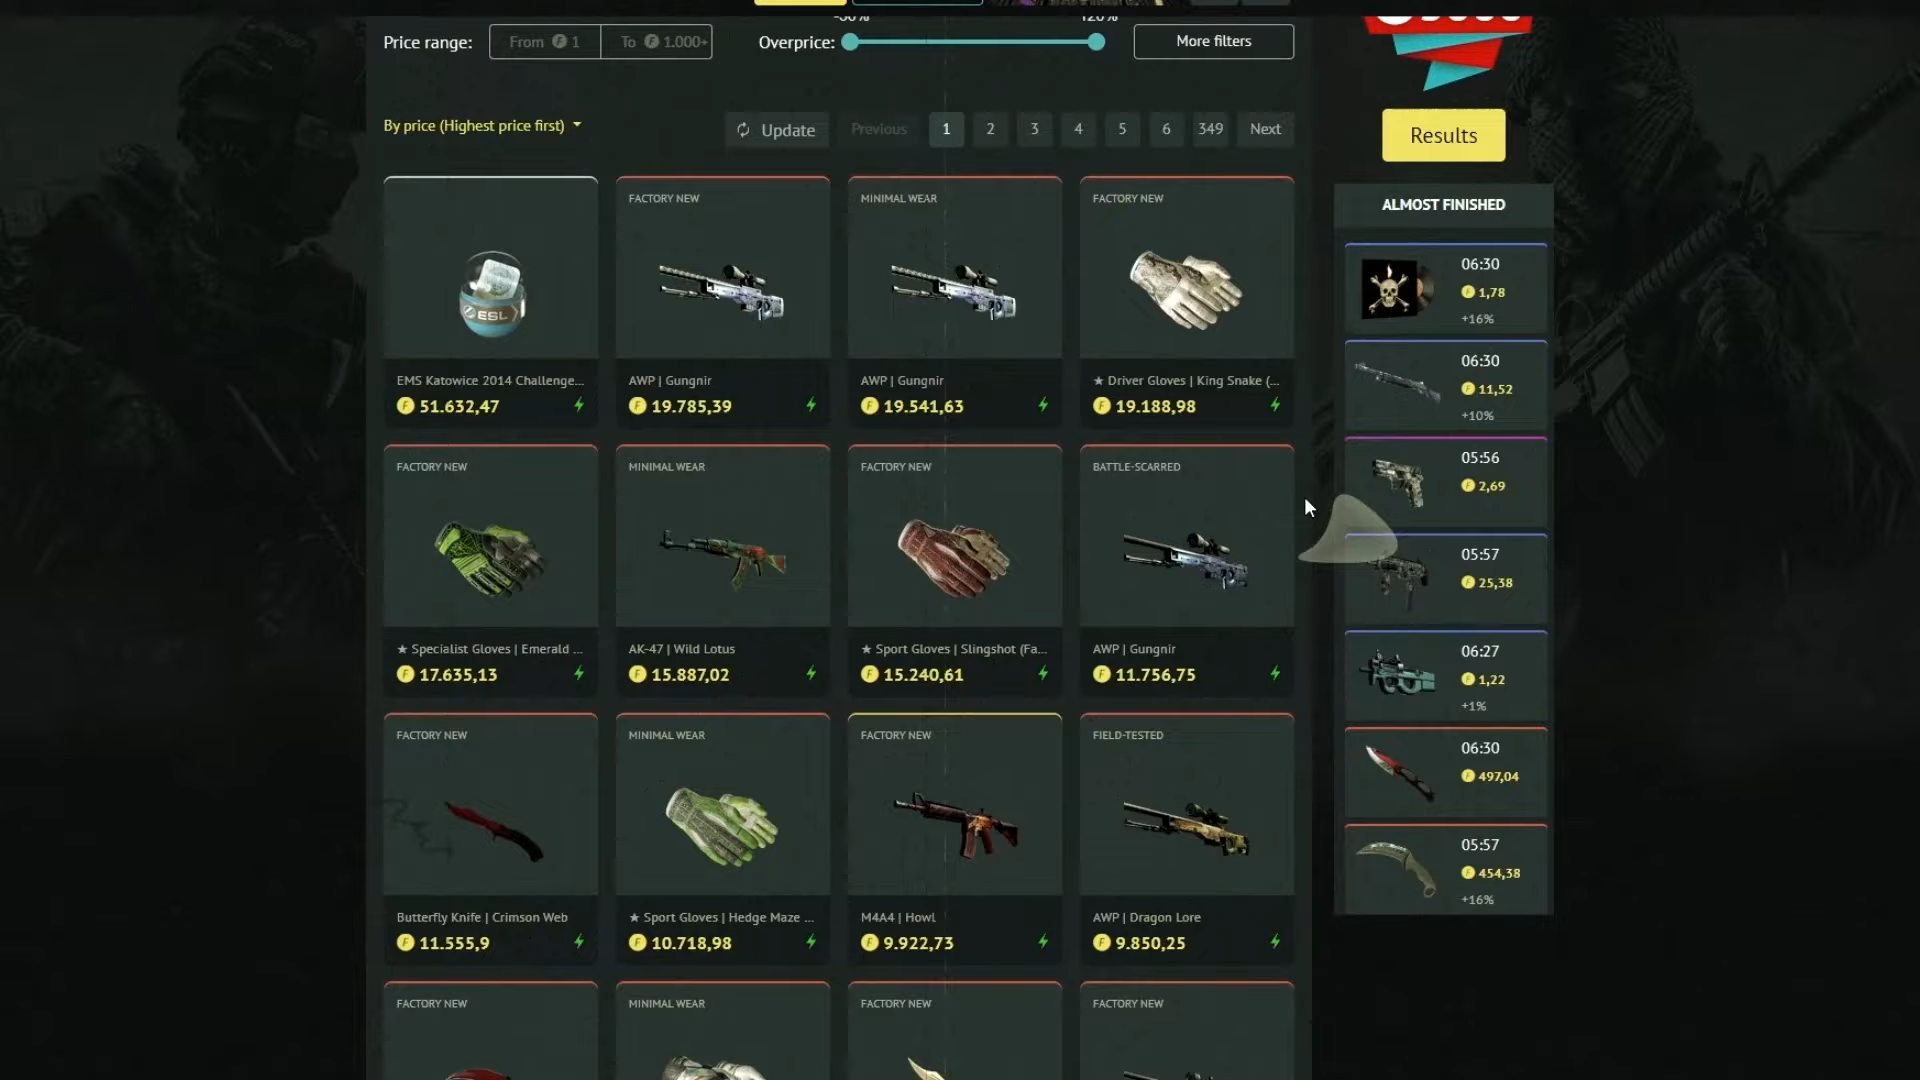 -50%
120%
Price range:
From F 1
To F 1.000+
Overprice:
More filters
By price (Highest price first)
Update
Previous
1
2
3
4
5
6
349
Next
Results
ALMOST FINISHED
FACTORY NEW
MINIMAL WEAR
FACTORY NEW
ESL
EMS Katowice 2014 Challenge...
AWP | Gungnir
AWP | Gungnir
★ Driver Gloves | King Snake (...
F 51.632,47
F 19.785,39
F 19.541,63
F 19.188,98
FACTORY NEW
MINIMAL WEAR
FACTORY NEW
BATTLE-SCARRED
★ Specialist Gloves | Emerald ...
AK-47 | Wild Lotus
★ Sport Gloves | Slingshot (Fa...
AWP | Gungnir
F 17.635,13
F 15.887,02
F 15.240,61
F 11.756,75
FACTORY NEW
MINIMAL WEAR
FACTORY NEW
FIELD-TESTED
Butterfly Knife | Crimson Web
★ Sport Gloves | Hedge Maze ...
M4A4 | Howl
AWP | Dragon Lore
F 11.555,9
F 10.718,98
F 9.922,73
F 9.850,25
FACTORY NEW
MINIMAL WEAR
FACTORY NEW
FACTORY NEW
06:30
F 1,78
+16%
06:30
F 11,52
+10%
05:56
F 2,69
05:57
F 25,38
06:27
F 1,22
+1%
06:30
F 497,04
05:57
F 454,38
+16%